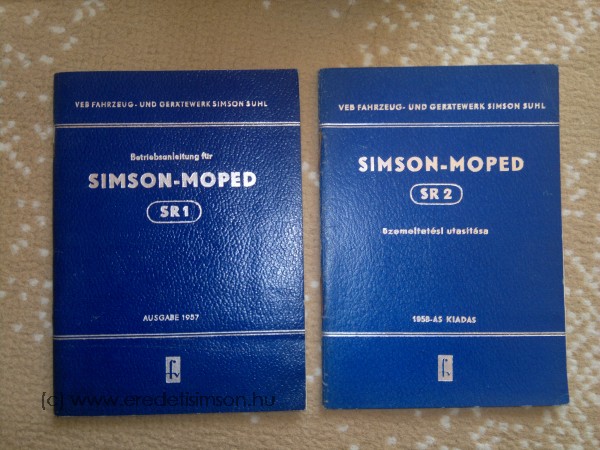 VEB FAHRZEUG- UND GERÄTEWERK SIMSON SUHL
Betriebsanleitung für
SIMSON-MOPED
SR 1
AUSGABE 1957
VEB FAHRZEUG- UND GERÄTEWERK SIMSON SUHL
SIMSON-MOPED
SR 2
Szemeltetési utasítása
1958-AS KIADÁS
(c) www.eredetisimson.hu